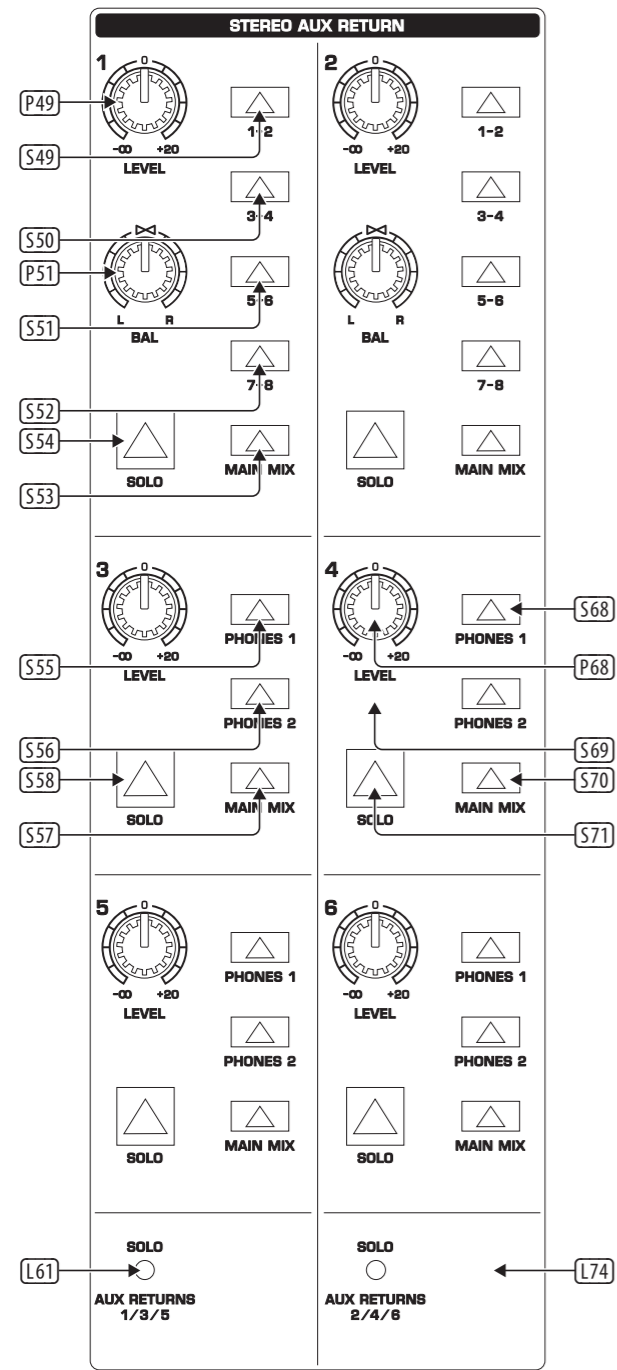 STEREO AUX RETURN
1
0
-∞ +20
LEVEL
1-2
3-4
L R
BAL
5-6
7-8
SOLO
MAIN MIX
2
0
-∞ +20
LEVEL
1-2
3-4
L R
BAL
5-6
7-8
SOLO
MAIN MIX
P49
S49
S50
P51
S51
S52
S54
S53
3
0
-∞ +20
LEVEL
PHONES 1
PHONES 2
SOLO
MAIN MIX
4
0
-∞ +20
LEVEL
PHONES 1
PHONES 2
SOLO
MAIN MIX
S55
S56
S58
S57
S68
P68
S69
S70
S71
5
0
-∞ +20
LEVEL
PHONES 1
PHONES 2
SOLO
MAIN MIX
6
0
-∞ +20
LEVEL
PHONES 1
PHONES 2
SOLO
MAIN MIX
L61
SOLO
AUX RETURNS
1/3/5
SOLO
AUX RETURNS
2/4/6
L74